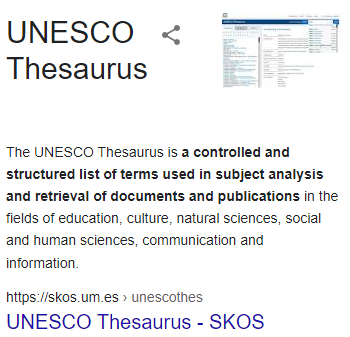 UNESCO
Thesaurus
The UNESCO Thesaurus is a controlled and
structured list of terms used in subject analysis
and retrieval of documents and publications in the
fields of education, culture, natural sciences, social
and human sciences, communication and
information.
https://skos.um.es › unescothes
UNESCO Thesaurus - SKOS